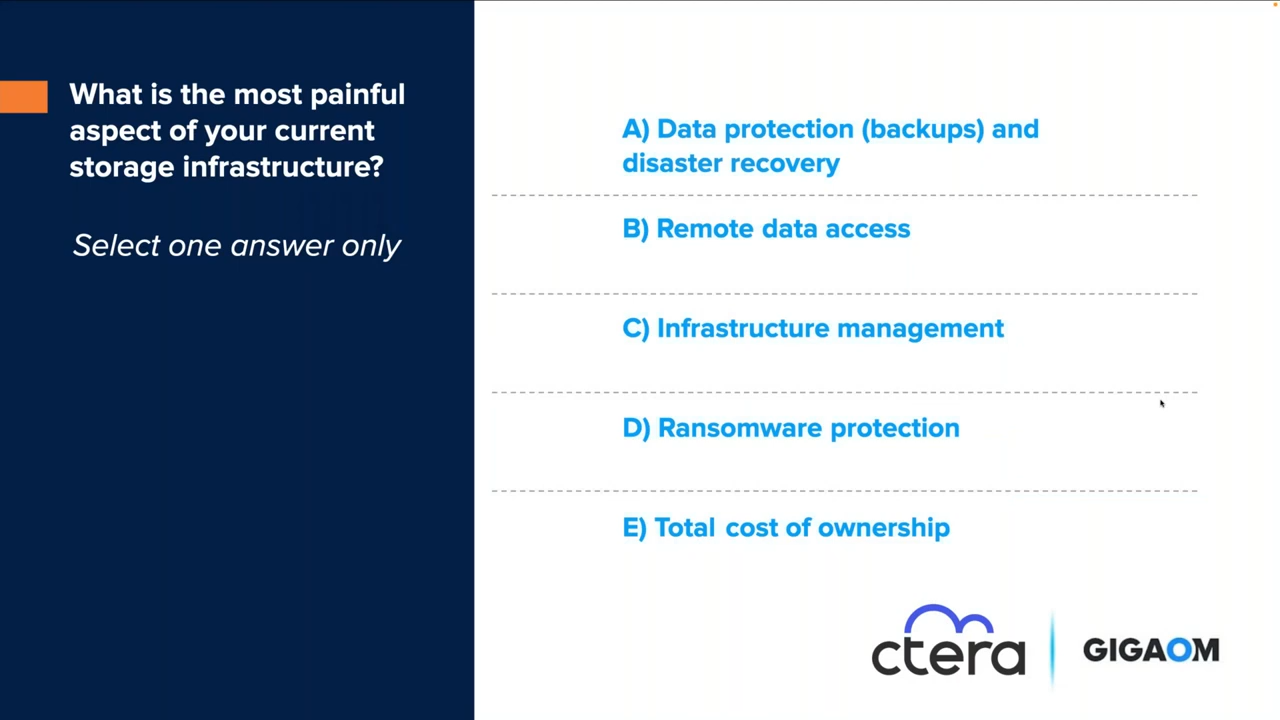 What is the most painful
aspect of your current
storage infrastructure?
Select one answer only
A) Data protection (backups) and
disaster recovery
B) Remote data access
C) Infrastructure management
D) Ransomware protection
E) Total cost of ownership
ctera
GIGAOM